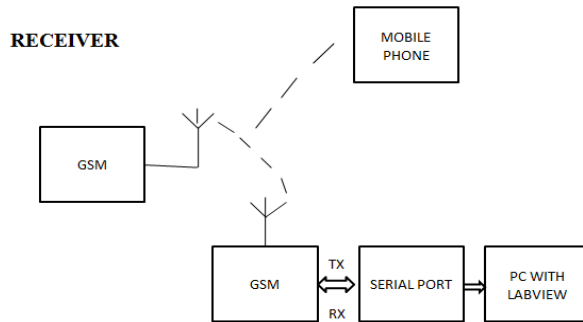 RECEIVER
MOBILE
PHONE
GSM
GSM
TX
RX
SERIAL PORT
PC WITH
LABVIEW